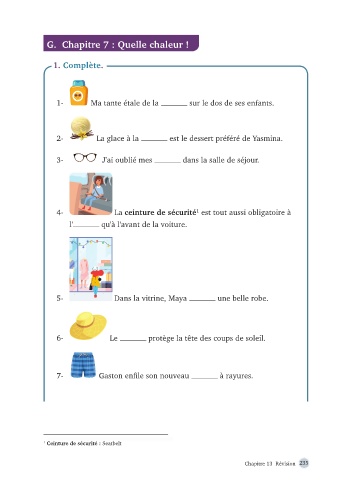 G. Chapitre 7 : Quelle chaleur !
1. Complète.
1- Ma tante étale de la ______ sur le dos de ses enfants.
2- La glace à la ______ est le dessert préféré de Yasmina.
3- J'ai oublié mes ______ dans la salle de séjour.
4- La ceinture de sécurité¹ est tout aussi obligatoire à
l'______ qu'à l'avant de la voiture.
5- Dans la vitrine, Maya ______ une belle robe.
6- Le ______ protège la tête des coups de soleil.
7- Gaston enfile son nouveau ______ à rayures.
¹ Ceinture de sécurité : Seatbelt
Chapitre 13 Révision 235